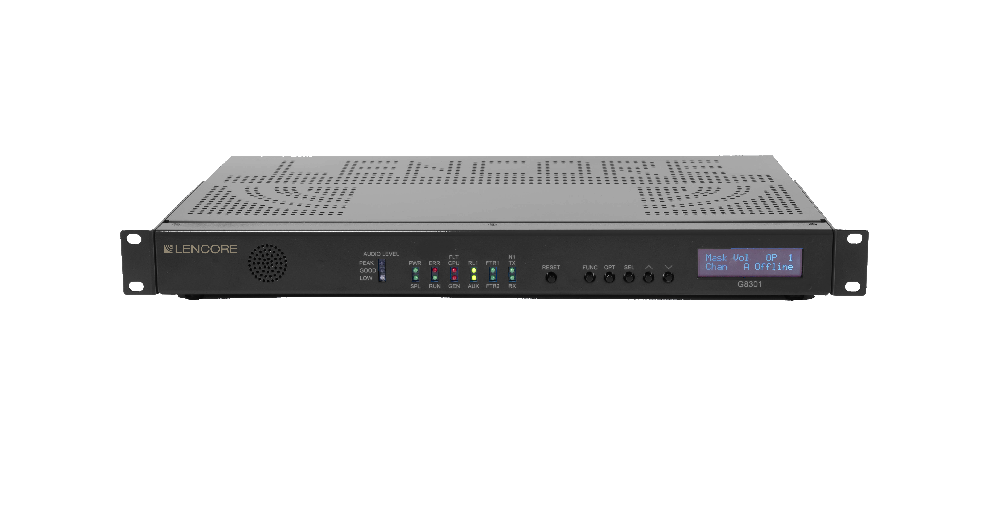 LENCORE
LENCORE
AUDIO LEVEL
PEAK
GOOD
LOW
PWR
SPL
ERR
RUN
FLT
CPU
GEN
RL1
AUX
FTR1
FTR2
N1
TX
RX
RESET
FUNC OPT SEL
Mask Vol OP 1
Chan A Offline
G8301